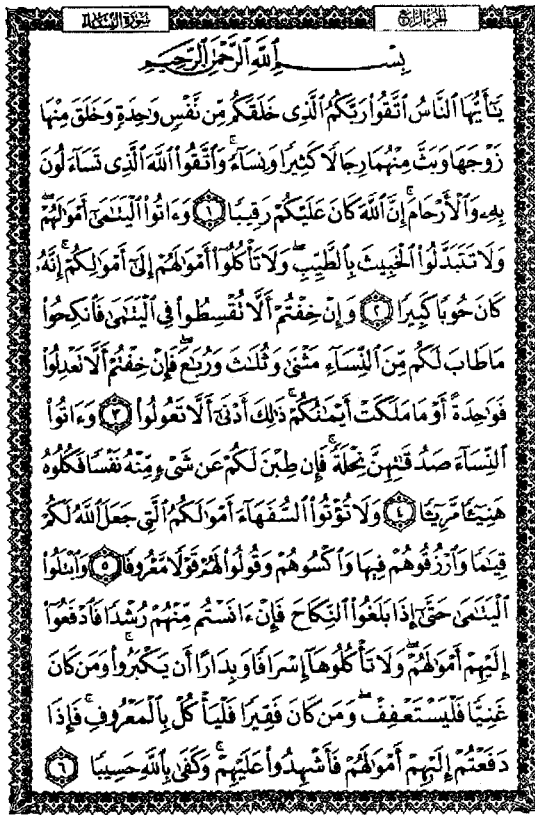 سورة النساء
الجزء الرابع
بِسْمِ ٱللَّهِ ٱلرَّحْمَٰنِ ٱلرَّحِيمِ
يَٰٓأَيُّهَا ٱلنَّاسُ ٱتَّقُوا۟ رَبَّكُمُ ٱلَّذِى خَلَقَكُم مِّن نَّفْسٍ وَٰحِدَةٍ وَخَلَقَ مِنْهَا
زَوْجَهَا وَبَثَّ مِنْهُمَا رِجَالًا كَثِيرًا وَنِسَآءً ۚ وَٱتَّقُوا۟ ٱللَّهَ ٱلَّذِى تَسَآءَلُونَ
بِهِۦ وَٱلْأَرْحَامَ ۚ إِنَّ ٱللَّهَ كَانَ عَلَيْكُمْ رَقِيبًا ١ وَءَاتُوا۟ ٱلْيَتَٰمَىٰٓ أَمْوَٰلَهُمْ ۖ
وَلَا تَتَبَدَّلُوا۟ ٱلْخَبِيثَ بِٱلطَّيِّبِ ۖ وَلَا تَأْكُلُوٓا۟ أَمْوَٰلَهُمْ إِلَىٰٓ أَمْوَٰلِكُمْ ۚ إِنَّهُۥ
كَانَ حُوبًا كَبِيرًا ٢ وَإِنْ خِفْتُمْ أَلَّا تُقْسِطُوا۟ فِى ٱلْيَتَٰمَىٰ فَٱنكِحُوا۟
مَا طَابَ لَكُم مِّنَ ٱلنِّسَآءِ مَثْنَىٰ وَثُلَٰثَ وَرُبَٰعَ ۖ فَإِنْ خِفْتُمْ أَلَّا تَعْدِلُوا۟
فَوَٰحِدَةً أَوْ مَا مَلَكَتْ أَيْمَٰنُكُمْ ۚ ذَٰلِكَ أَدْنَىٰٓ أَلَّا تَعُولُوا۟ ٣ وَءَاتُوا۟
ٱلنِّسَآءَ صَدُقَٰتِهِنَّ نِحْلَةً ۚ فَإِن طِبْنَ لَكُمْ عَن شَىْءٍ مِّنْهُ نَفْسًا فَكُلُوهُ
هَنِيٓـًٔا مَّرِيٓـًٔا ٤ وَلَا تُؤْتُوا۟ ٱلسُّفَهَآءَ أَمْوَٰلَكُمُ ٱلَّتِى جَعَلَ ٱللَّهُ لَكُمْ
قِيَٰمًا وَٱرْزُقُوهُمْ فِيهَا وَٱكْسُوهُمْ وَقُولُوا۟ لَهُمْ قَوْلًا مَّعْرُوفًا ٥ وَٱبْتَلُوا۟
ٱلْيَتَٰمَىٰ حَتَّىٰٓ إِذَا بَلَغُوا۟ ٱلنِّكَاحَ فَإِنْ ءَانَسْتُم مِّنْهُمْ رُشْدًا فَٱدْفَعُوٓا۟
إِلَيْهِمْ أَمْوَٰلَهُمْ ۖ وَلَا تَأْكُلُوهَآ إِسْرَافًا وَبِدَارًا أَن يَكْبَرُوا۟ ۚ وَمَن كَانَ
غَنِيًّا فَلْيَسْتَعْفِفْ ۖ وَمَن كَانَ فَقِيرًا فَلْيَأْكُلْ بِٱلْمَعْرُوفِ ۚ فَإِذَا
دَفَعْتُمْ إِلَيْهِمْ أَمْوَٰلَهُمْ فَأَشْهِدُوا۟ عَلَيْهِمْ ۚ وَكَفَىٰ بِٱللَّهِ حَسِيبًا ٦